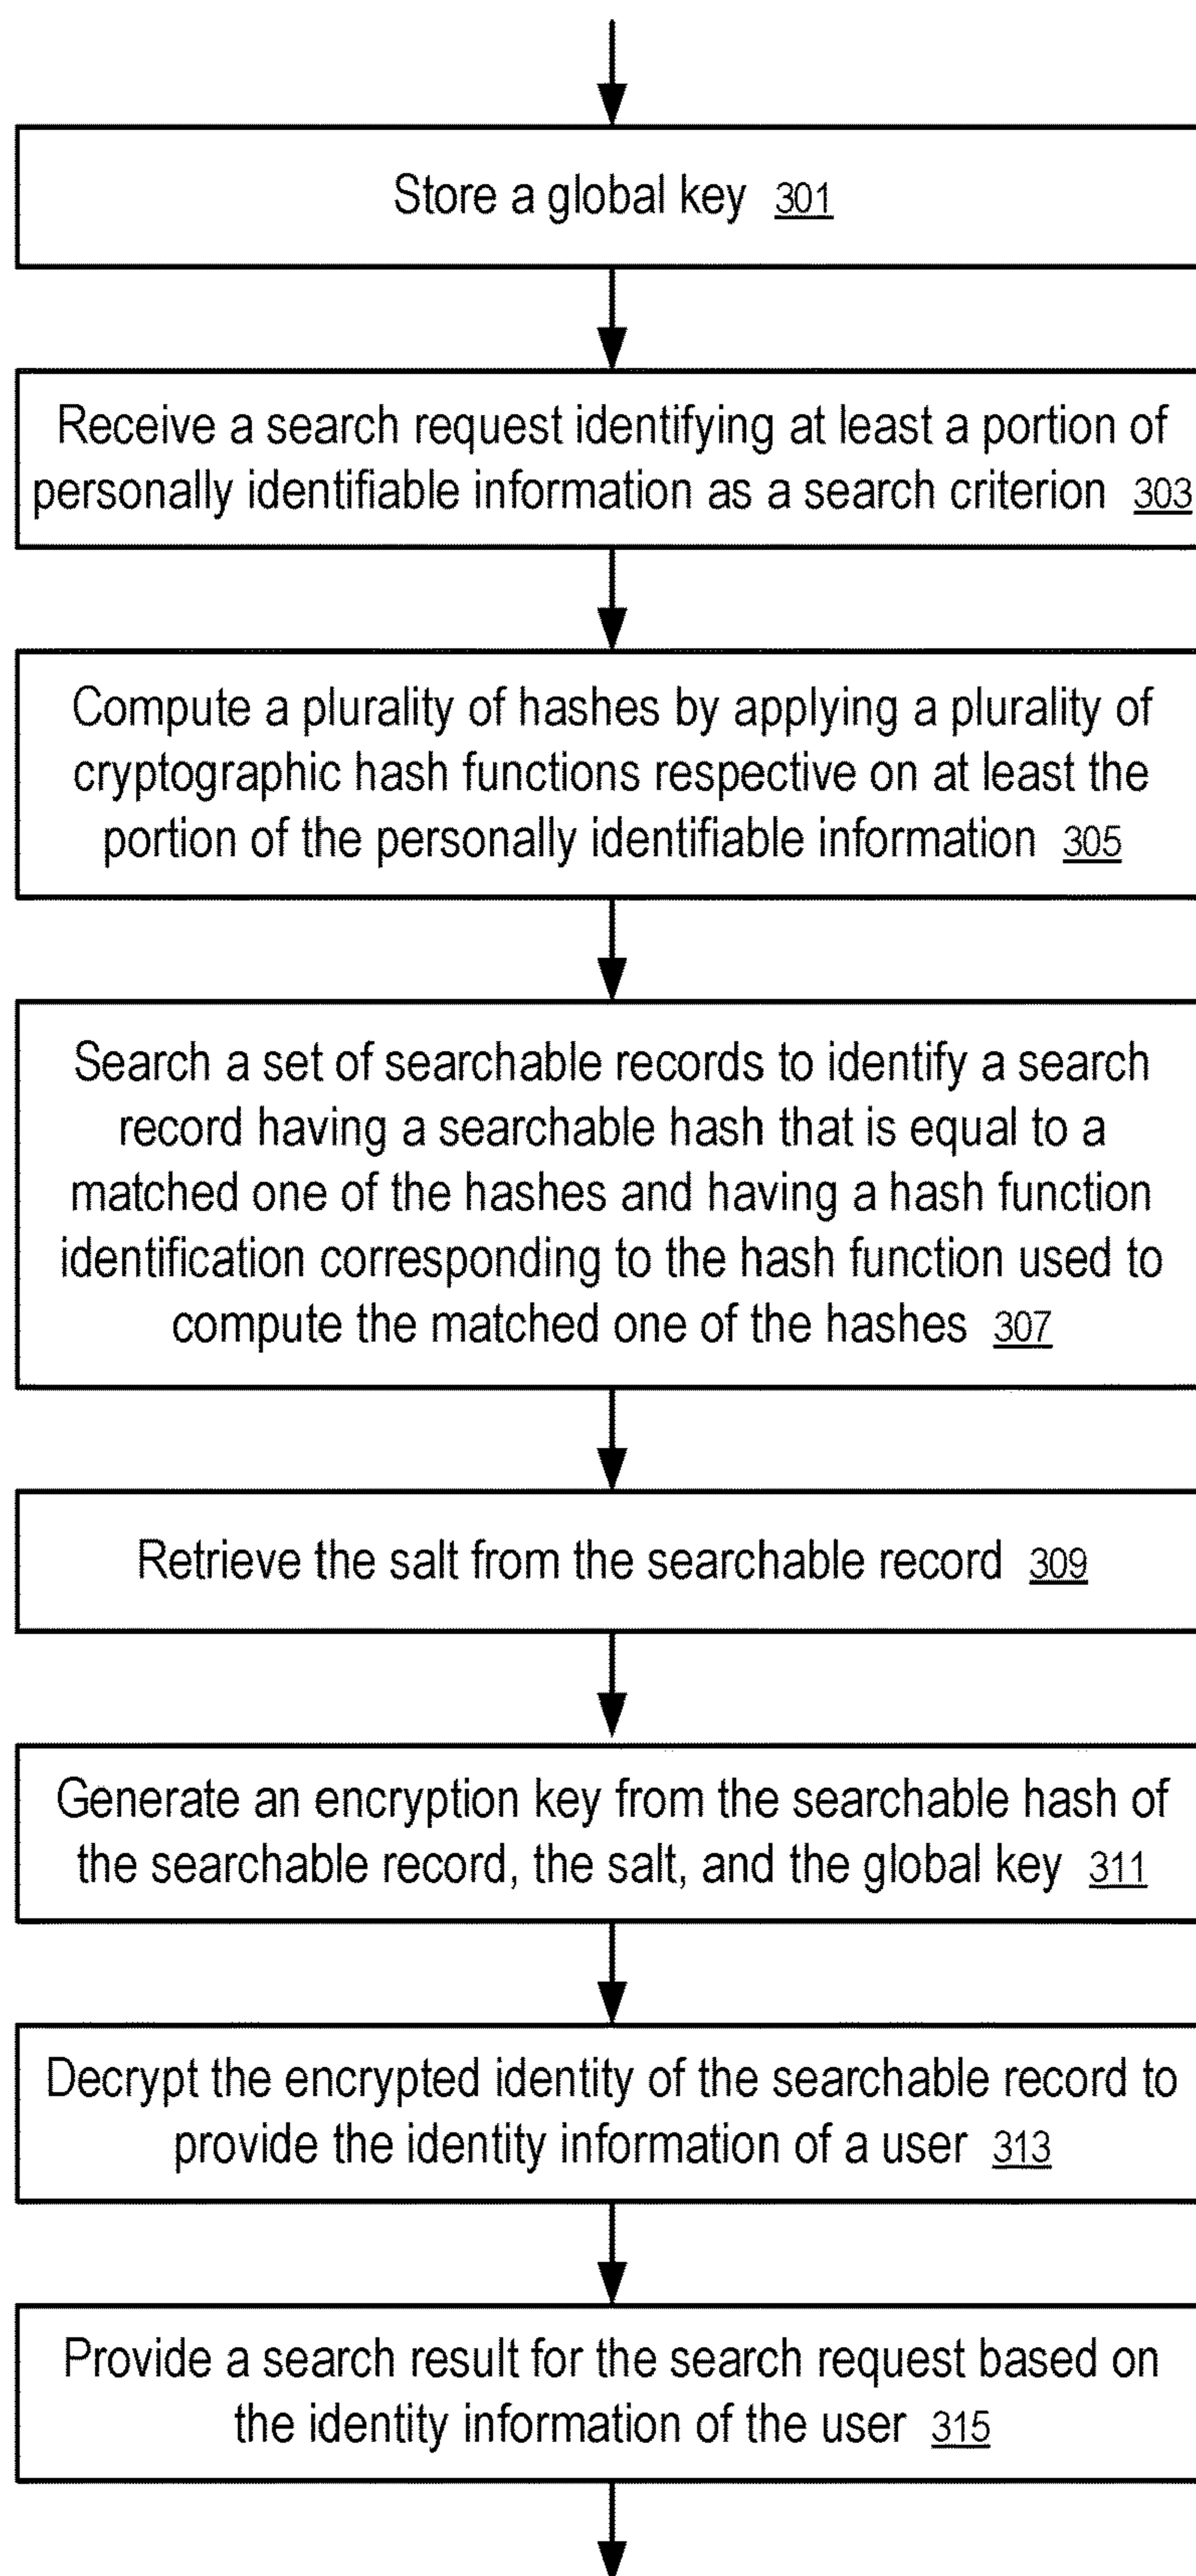 Store a global key 301
Receive a search request identifying at least a portion of
personally identifiable information as a search criterion 303
Compute a plurality of hashes by applying a plurality of
cryptographic hash functions respective on at least the
portion of the personally identifiable information 305
Search a set of searchable records to identify a search
record having a searchable hash that is equal to a
matched one of the hashes and having a hash function
identification corresponding to the hash function used to
compute the matched one of the hashes 307
Retrieve the salt from the searchable record 309
Generate an encryption key from the searchable hash of
the searchable record, the salt, and the global key 311
Decrypt the encrypted identity of the searchable record to
provide the identity information of a user 313
Provide a search result for the search request based on
the identity information of the user 315